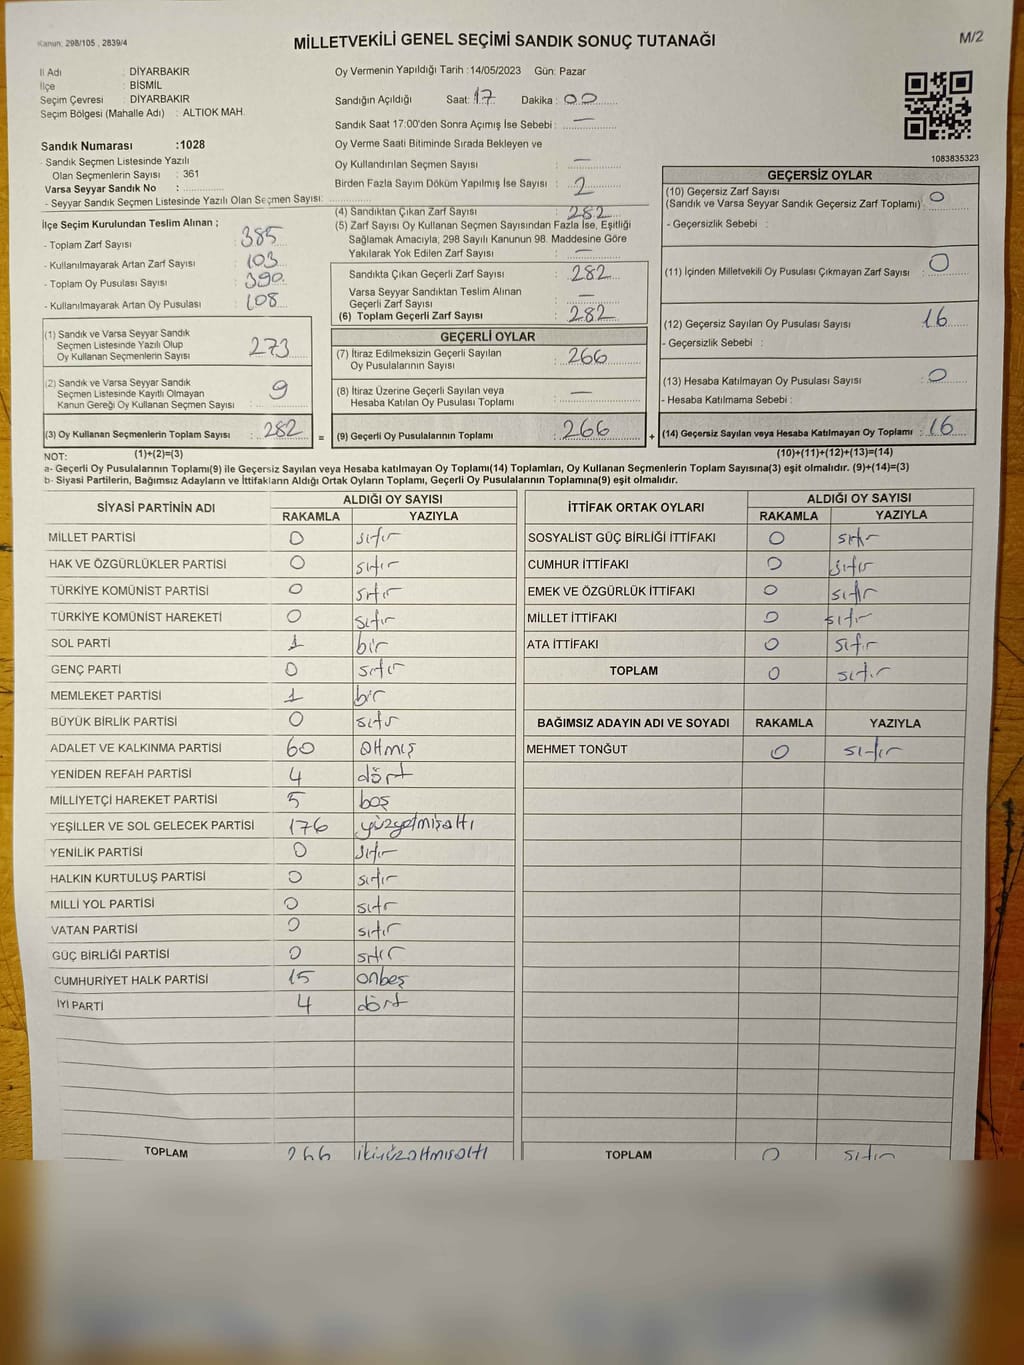 Kanun: 298/105 , 2839/4
MİLLETVEKİLİ GENEL SEÇİMİ SANDIK SONUÇ TUTANAĞI
M/2
İl Adı : DİYARBAKIR
İlçe : BİSMİL
Seçim Çevresi : DİYARBAKIR
Seçim Bölgesi (Mahalle Adı) : ALTIOK MAH.
Sandık Numarası :1028
- Sandık Seçmen Listesinde Yazılı
Olan Seçmenlerin Sayısı : 361
Varsa Seyyar Sandık No :
- Seyyar Sandık Seçmen Listesinde Yazılı Olan Seçmen Sayısı:
İlçe Seçim Kurulundan Teslim Alınan ;
- Toplam Zarf Sayısı : 385
- Kullanılmayarak Artan Zarf Sayısı : 103
- Toplam Oy Pusulası Sayısı : 390
- Kullanılmayarak Artan Oy Pusulası : 108
Oy Vermenin Yapıldığı Tarih :14/05/2023 Gün: Pazar
Sandığın Açıldığı Saat: 17 Dakika : 00
Sandık Saat 17:00'den Sonra Açımış İse Sebebi : —
Oy Verme Saati Bitiminde Sırada Bekleyen ve
Oy Kullandırılan Seçmen Sayısı : —
Birden Fazla Sayım Döküm Yapılmış İse Sayısı : 2
(4) Sandıktan Çıkan Zarf Sayısı : 282
(5) Zarf Sayısı Oy Kullanan Seçmen Sayısından Fazla İse, Eşitliği
Sağlamak Amacıyla, 298 Sayılı Kanunun 98. Maddesine Göre
Yakılarak Yok Edilen Zarf Sayısı : —
Sandıkta Çıkan Geçerli Zarf Sayısı : 282
Varsa Seyyar Sandıktan Teslim Alınan
Geçerli Zarf Sayısı : —
(6) Toplam Geçerli Zarf Sayısı : 282
1083835323
GEÇERSİZ OYLAR
(10) Geçersiz Zarf Sayısı
(Sandık ve Varsa Seyyar Sandık Geçersiz Zarf Toplamı) : 0
- Geçersizlik Sebebi :
(11) İçinden Milletvekili Oy Pusulası Çıkmayan Zarf Sayısı : 0
(12) Geçersiz Sayılan Oy Pusulası Sayısı : 16
- Geçersizlik Sebebi :
(13) Hesaba Katılmayan Oy Pusulası Sayısı : 0
- Hesaba Katılmama Sebebi :
(1) Sandık ve Varsa Seyyar Sandık
Seçmen Listesinde Yazılı Olup
Oy Kullanan Seçmenlerin Sayısı : 273
(2) Sandık ve Varsa Seyyar Sandık
Seçmen Listesinde Kayıtlı Olmayan
Kanun Gereği Oy Kullanan Seçmen Sayısı : 9
GEÇERLİ OYLAR
(7) İtiraz Edilmeksizin Geçerli Sayılan
Oy Pusulalarının Sayısı : 266
(8) İtiraz Üzerine Geçerli Sayılan veya
Hesaba Katılan Oy Pusulası Toplamı : —
(3) Oy Kullanan Seçmenlerin Toplam Sayısı : 282 = (9) Geçerli Oy Pusulalarının Toplamı : 266 + (14) Geçersiz Sayılan veya Hesaba Katılmayan Oy Toplamı : 16
NOT: (1)+(2)=(3) (10)+(11)+(12)+(13)=(14)
a- Geçerli Oy Pusulalarının Toplamı(9) ile Geçersiz Sayılan veya Hesaba katılmayan Oy Toplamı(14) Toplamları, Oy Kullanan Seçmenlerin Toplam Sayısına(3) eşit olmalıdır. (9)+(14)=(3)
b- Siyasi Partilerin, Bağımsız Adayların ve İttifakların Aldığı Ortak Oyların Toplamı, Geçerli Oy Pusulalarının Toplamına(9) eşit olmalıdır.
SİYASİ PARTİNİN ADI ALDIĞI OY SAYISI
RAKAMLA YAZIYLA
MİLLET PARTİSİ 0 sıfır
HAK VE ÖZGÜRLÜKLER PARTİSİ 0 sıfır
TÜRKİYE KOMÜNİST PARTİSİ 0 sıfır
TÜRKİYE KOMÜNİST HAREKETİ 0 sıfır
SOL PARTİ 1 bir
GENÇ PARTİ 0 sıfır
MEMLEKET PARTİSİ 1 bir
BÜYÜK BİRLİK PARTİSİ 0 sıfır
ADALET VE KALKINMA PARTİSİ 60 altmış
YENİDEN REFAH PARTİSİ 4 dört
MİLLİYETÇİ HAREKET PARTİSİ 5 beş
YEŞİLLER VE SOL GELECEK PARTİSİ 176 yüzyetmişaltı
YENİLİK PARTİSİ 0 sıfır
HALKIN KURTULUŞ PARTİSİ 0 sıfır
MİLLİ YOL PARTİSİ 0 sıfır
VATAN PARTİSİ 0 sıfır
GÜÇ BİRLİĞİ PARTİSİ 0 sıfır
CUMHURİYET HALK PARTİSİ 15 onbeş
İYİ PARTİ 4 dört
TOPLAM 266 ikiyüzaltmışaltı
İTTİFAK ORTAK OYLARI ALDIĞI OY SAYISI
RAKAMLA YAZIYLA
SOSYALİST GÜÇ BİRLİĞİ İTTİFAKI 0 sıfır
CUMHUR İTTİFAKI 0 sıfır
EMEK VE ÖZGÜRLÜK İTTİFAKI 0 sıfır
MİLLET İTTİFAKI 0 sıfır
ATA İTTİFAKI 0 sıfır
TOPLAM 0 sıfır
BAĞIMSIZ ADAYIN ADI VE SOYADI RAKAMLA YAZIYLA
MEHMET TONĞUT 0 sıfır
TOPLAM 0 sıfır